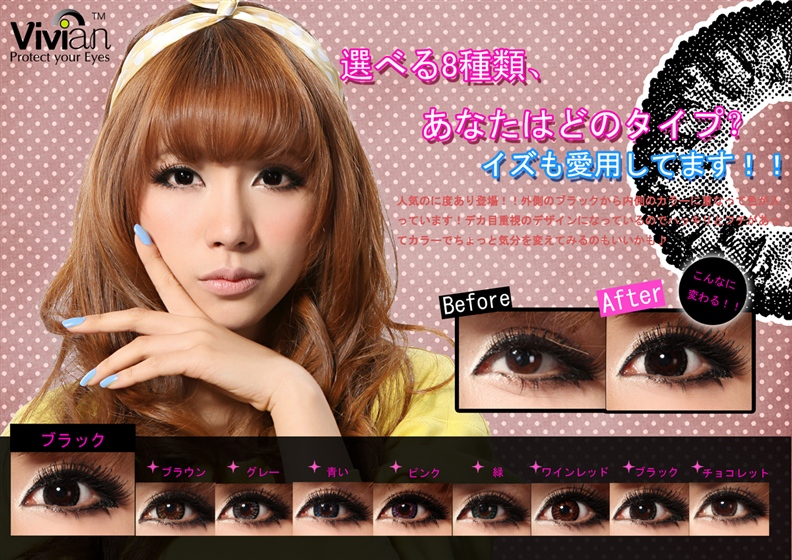 Vivian TM
Protect your Eyes
選べる8種類、
あなたはどのタイプ?
イズも愛用してます！！
人気のに度あり登場！！外側のブラックから内側のカラーに
っています！デカ目重視のデザインになっているので
てカラーでちょっと気分を変えてみるのもいいかも♪
こんなに
変わる！！
Before
After
ブラック
ブラウン
グレー
青い
ピンク
緑
ワインレッド
ブラック
チョコレット